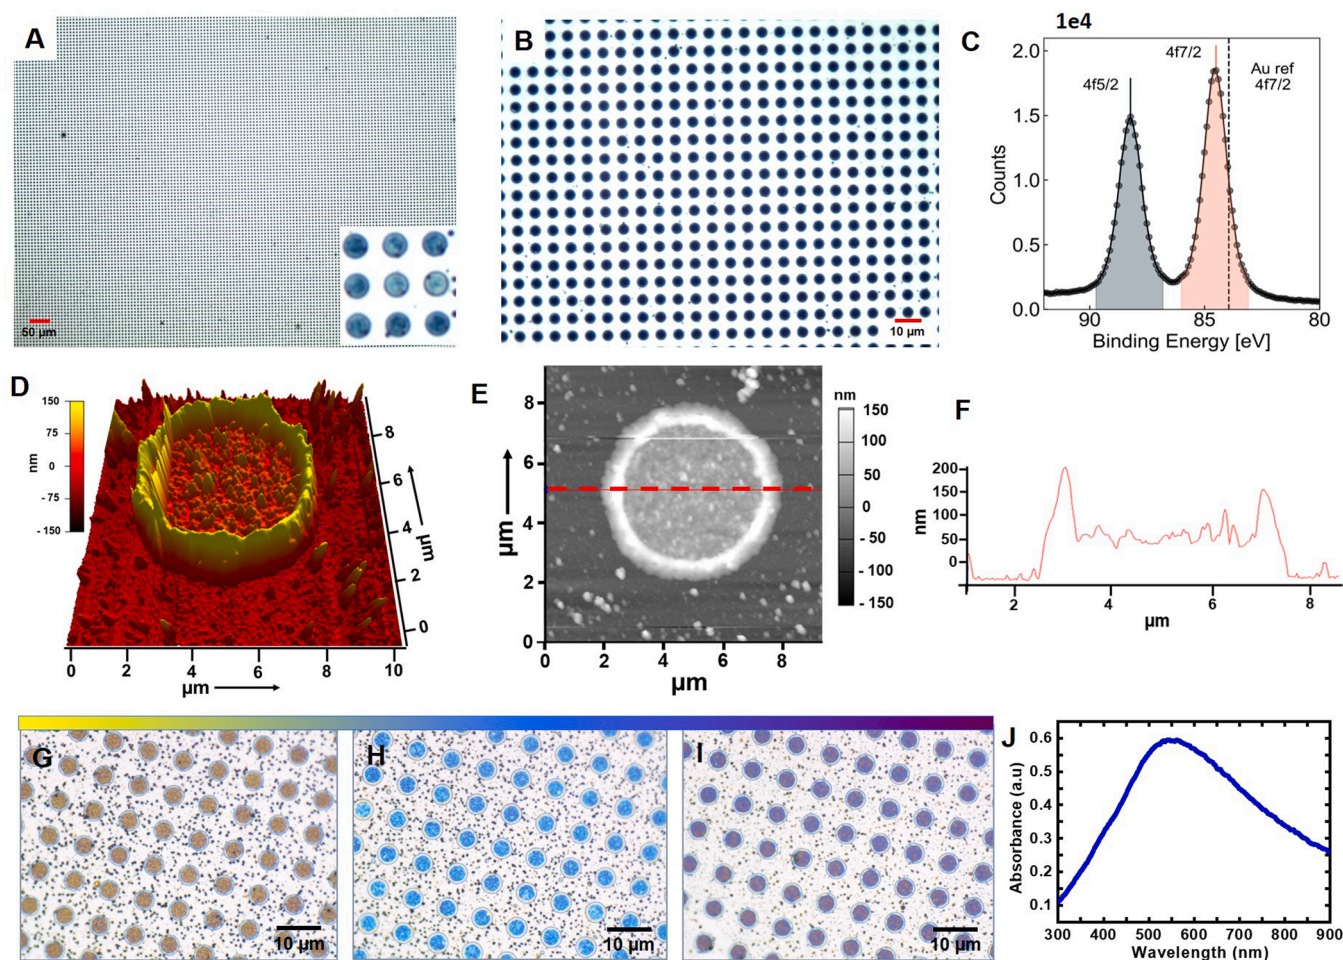 A
50 µm
B
10 µm
C
1e4
2.0
1.5
1.0
0.5
0.0
Counts
4f5/2
4f7/2
Au ref
4f7/2
90
85
80
Binding Energy [eV]
D
150
75
0
- 75
- 150
nm
8
6
4
2
0
µm
0
2
4
6
8
10
µm
E
8
6
4
2
0
µm
0
2
4
6
8
µm
nm
150
100
50
0
- 50
- 100
- 150
F
200
150
100
50
0
nm
2
4
6
8
µm
G
10 µm
H
10 µm
I
10 µm
J
0.6
0.5
0.4
0.3
0.2
0.1
Absorbance (a.u)
300 400 500 600 700 800 900
Wavelength (nm)